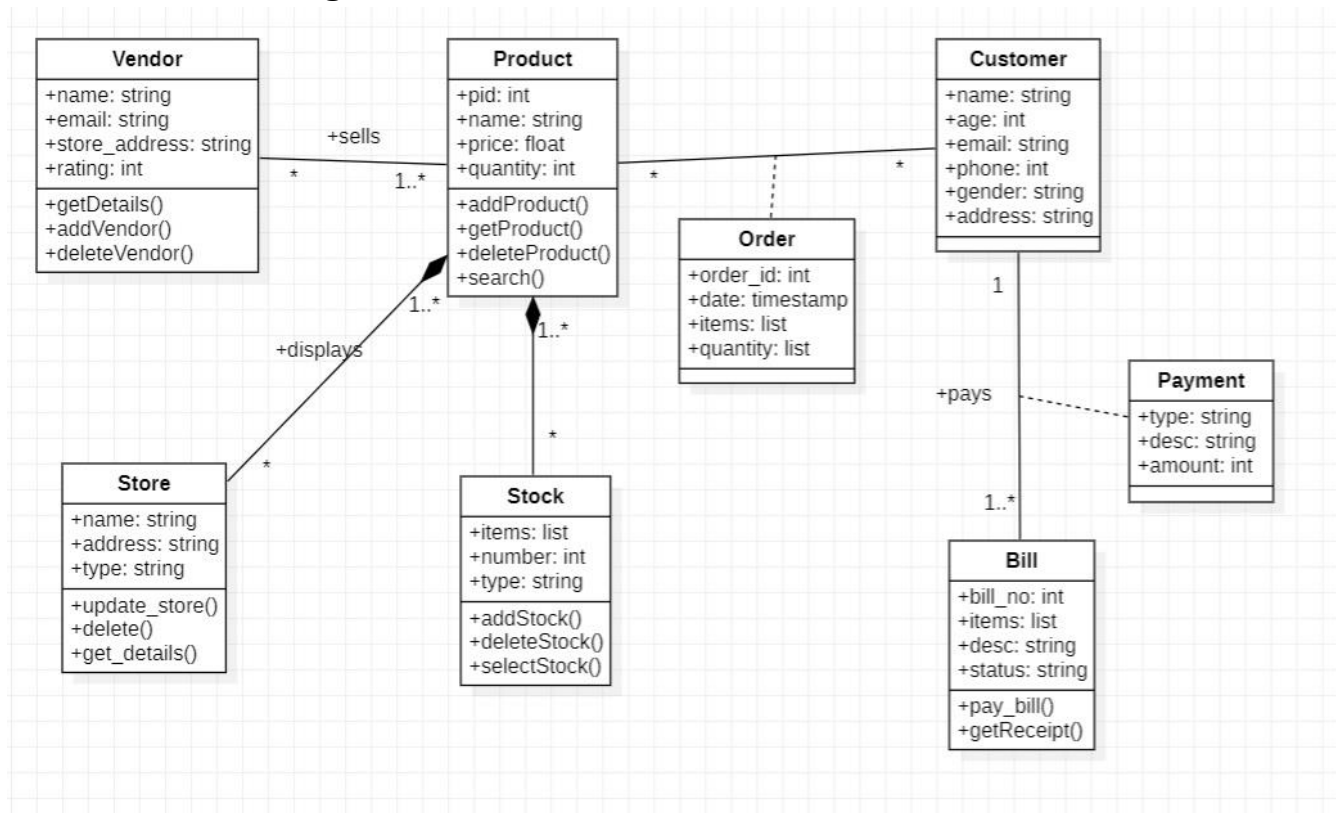 Vendor
+name: string
+email: string
+store_address: string
+rating: int
+getDetails()
+addVendor()
+deleteVendor()
+sells
*
1..*
Product
+pid: int
+name: string
+price: float
+quantity: int
+addProduct()
+getProduct()
+deleteProduct()
+search()
*
*
Customer
+name: string
+age: int
+email: string
+phone: int
+gender: string
+address: string
Order
+order_id: int
+date: timestamp
+items: list
+quantity: list
1..*
+displays
*
1..*
*
1
+pays
1..*
Payment
+type: string
+desc: string
+amount: int
Store
+name: string
+address: string
+type: string
+update_store()
+delete()
+get_details()
Stock
+items: list
+number: int
+type: string
+addStock()
+deleteStock()
+selectStock()
Bill
+bill_no: int
+items: list
+desc: string
+status: string
+pay_bill()
+getReceipt()